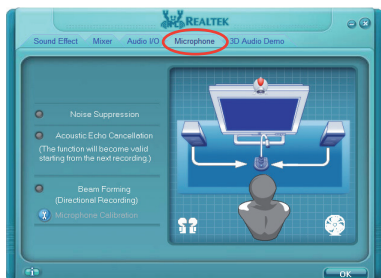 REALTEK
Sound Effect Mixer Audio I/O Microphone 3D Audio Demo
Noise Suppression
Acoustic Echo Cancellation
(The function will become valid
starting from the next recording.)
Beam Forming
(Directional Recording)
Microphone Calibration
OK